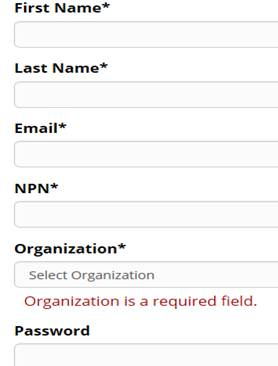 First Name*
Last Name*
Email*
NPN*
Organization*
Select Organization
Organization is a required field.
Password